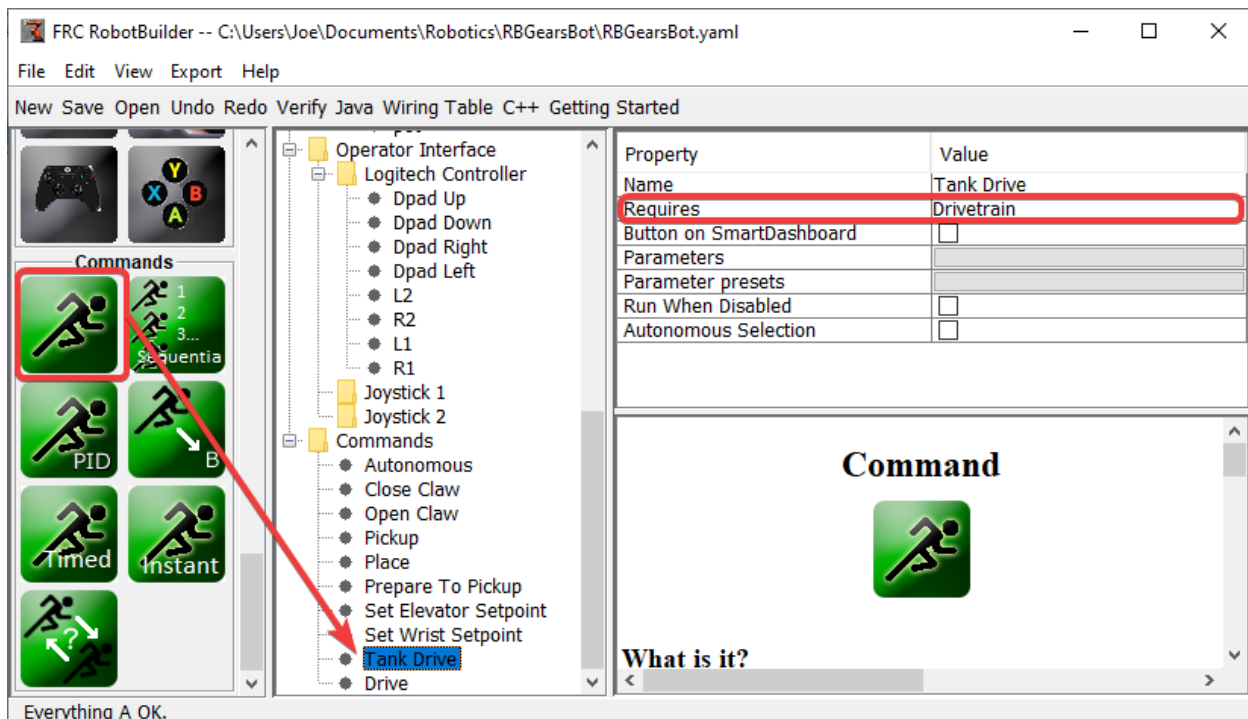 FRC RobotBuilder -- C:\Users\Joe\Documents\Robotics\RBGearsBot\RBGearsBot.yaml
File Edit View Export Help
New Save Open Undo Redo Verify Java Wiring Table C++ Getting Started
Y
X B
A
Commands
1
2
3...
Sequentia
PID
B
Timed
Instant
?
Operator Interface
Logitech Controller
Dpad Up
Dpad Down
Dpad Right
Dpad Left
L2
R2
L1
R1
Joystick 1
Joystick 2
Commands
Autonomous
Close Claw
Open Claw
Pickup
Place
Prepare To Pickup
Set Elevator Setpoint
Set Wrist Setpoint
Tank Drive
Drive
Property Value
Name Tank Drive
Requires Drivetrain
Button on SmartDashboard
Parameters
Parameter presets
Run When Disabled
Autonomous Selection
Command
What is it?
Everything A OK.